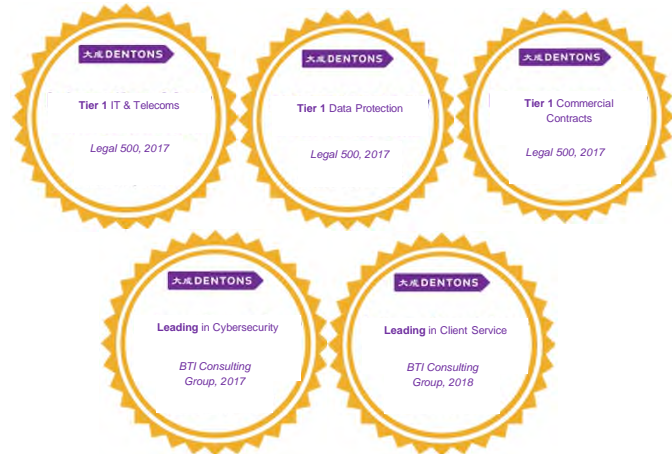 大成DENTONS
Tier 1 IT & Telecoms
Legal 500, 2017
大成DENTONS
Tier 1 Data Protection
Legal 500, 2017
大成DENTONS
Tier 1 Commercial
Contracts
Legal 500, 2017
大成DENTONS
Leading in Cybersecurity
BTI Consulting
Group, 2017
大成DENTONS
Leading in Client Service
BTI Consulting
Group, 2018